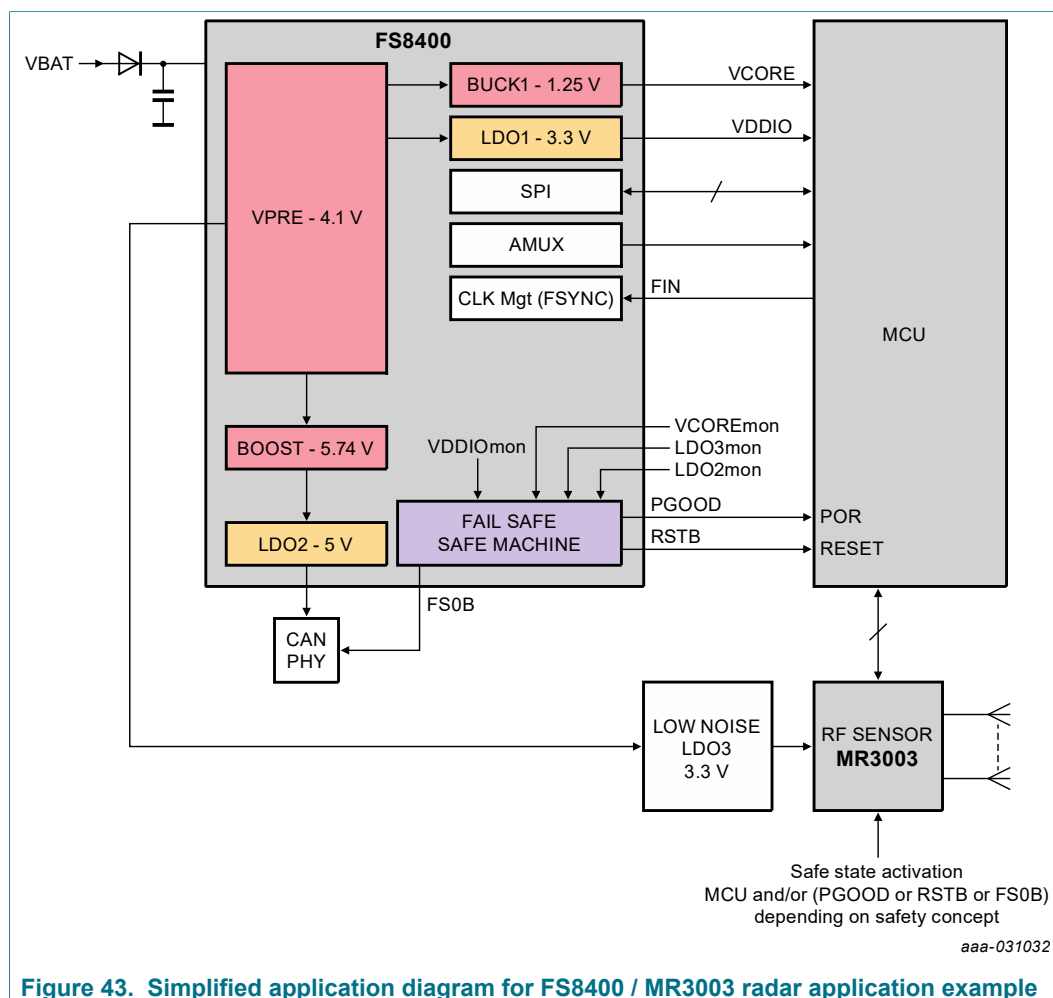 FS8400
VBAT
BUCK1 - 1.25 V
VCORE
LDO1 - 3.3 V
VDDIO
SPI
VPRE - 4.1 V
AMUX
CLK Mgt (FSYNC)
FIN
MCU
BOOST - 5.74 V
VDDIOmon
VCOREmon
LDO3mon
LDO2mon
LDO2 - 5 V
FAIL SAFE
SAFE MACHINE
PGOOD
POR
RSTB
RESET
FS0B
CAN
PHY
LOW NOISE
LDO3
3.3 V
RF SENSOR
MR3003
Safe state activation
MCU and/or (PGOOD or RSTB or FS0B)
depending on safety concept
aaa-031032
Figure 43. Simplified application diagram for FS8400 / MR3003 radar application example